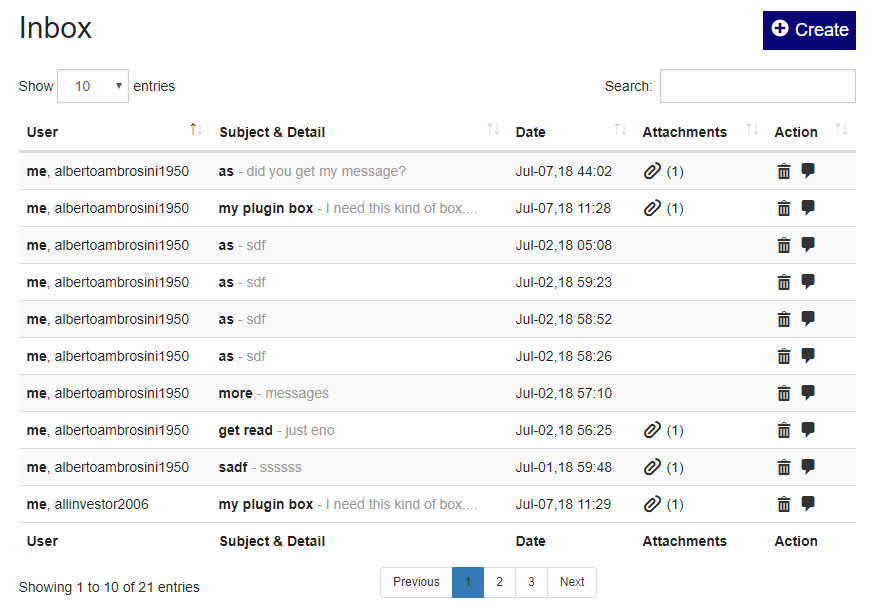 Inbox
Create
Show 10 entries Search:
User Subject & Detail Date Attachments Action
me, albertoambrosini1950 as - did you get my message? Jul-07,18 44:02 (1)
me, albertoambrosini1950 my plugin box - I need this kind of box.... Jul-07,18 11:28 (1)
me, albertoambrosini1950 as - sdf Jul-02,18 05:08
me, albertoambrosini1950 as - sdf Jul-02,18 59:23
me, albertoambrosini1950 as - sdf Jul-02,18 58:52
me, albertoambrosini1950 as - sdf Jul-02,18 58:26
me, albertoambrosini1950 more - messages Jul-02,18 57:10
me, albertoambrosini1950 get read - just eno Jul-02,18 56:25 (1)
me, albertoambrosini1950 sadf - ssssss Jul-01,18 59:48 (1)
me, allinvestor2006 my plugin box - I need this kind of box.... Jul-07,18 11:29 (1)
User Subject & Detail Date Attachments Action
Showing 1 to 10 of 21 entries Previous 1 2 3 Next